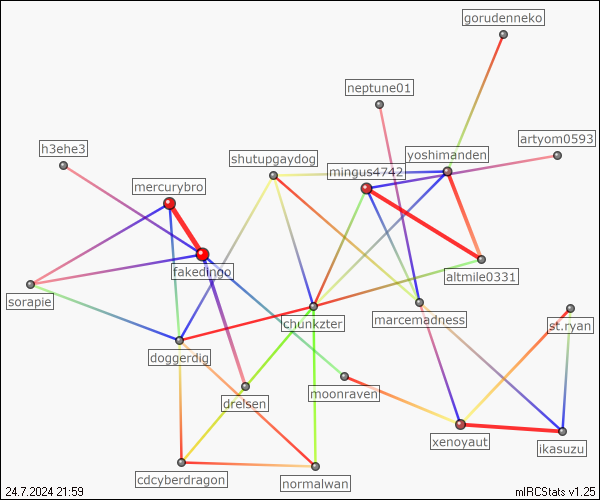 gorudenneko
neptune01
artyom0593
h3ehe3
yoshimanden
shutupgaydog
mingus4742
mercurybro
fakedingo
altmile0331
sorapie
chunkzter
marcemadness
st.ryan
doggerdig
moonraven
drelsen
xenoyaut
ikasuzu
cdcyberdragon
normalwan
24.7.2024 21:59
mIRCStats v1.25